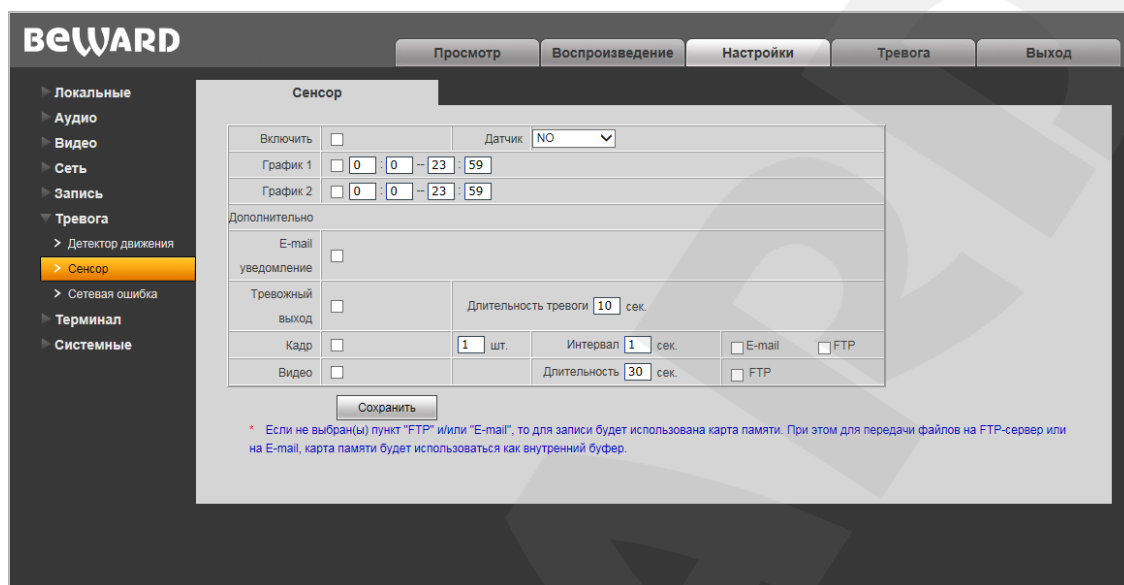 BEWARD
Просмотр Воспроизведение Настройки Тревога Выход
Локальные
Аудио
Видео
Сеть
Запись
Тревога
> Детектор движения
> Сенсор
> Сетевая ошибка
Терминал
Системные
Сенсор
Включить Датчик NO
График 1 0 : 0 -- 23 : 59
График 2 0 : 0 -- 23 : 59
Дополнительно
E-mail
уведомление
Тревожный
выход
Длительность тревоги 10 сек.
Кадр 1 шт. Интервал 1 сек. E-mail FTP
Видео Длительность 30 сек. FTP
Сохранить
* Если не выбран(ы) пункт "FTP" и/или "E-mail", то для записи будет использована карта памяти. При этом для передачи файлов на FTP-сервер или
на E-mail, карта памяти будет использоваться как внутренний буфер.